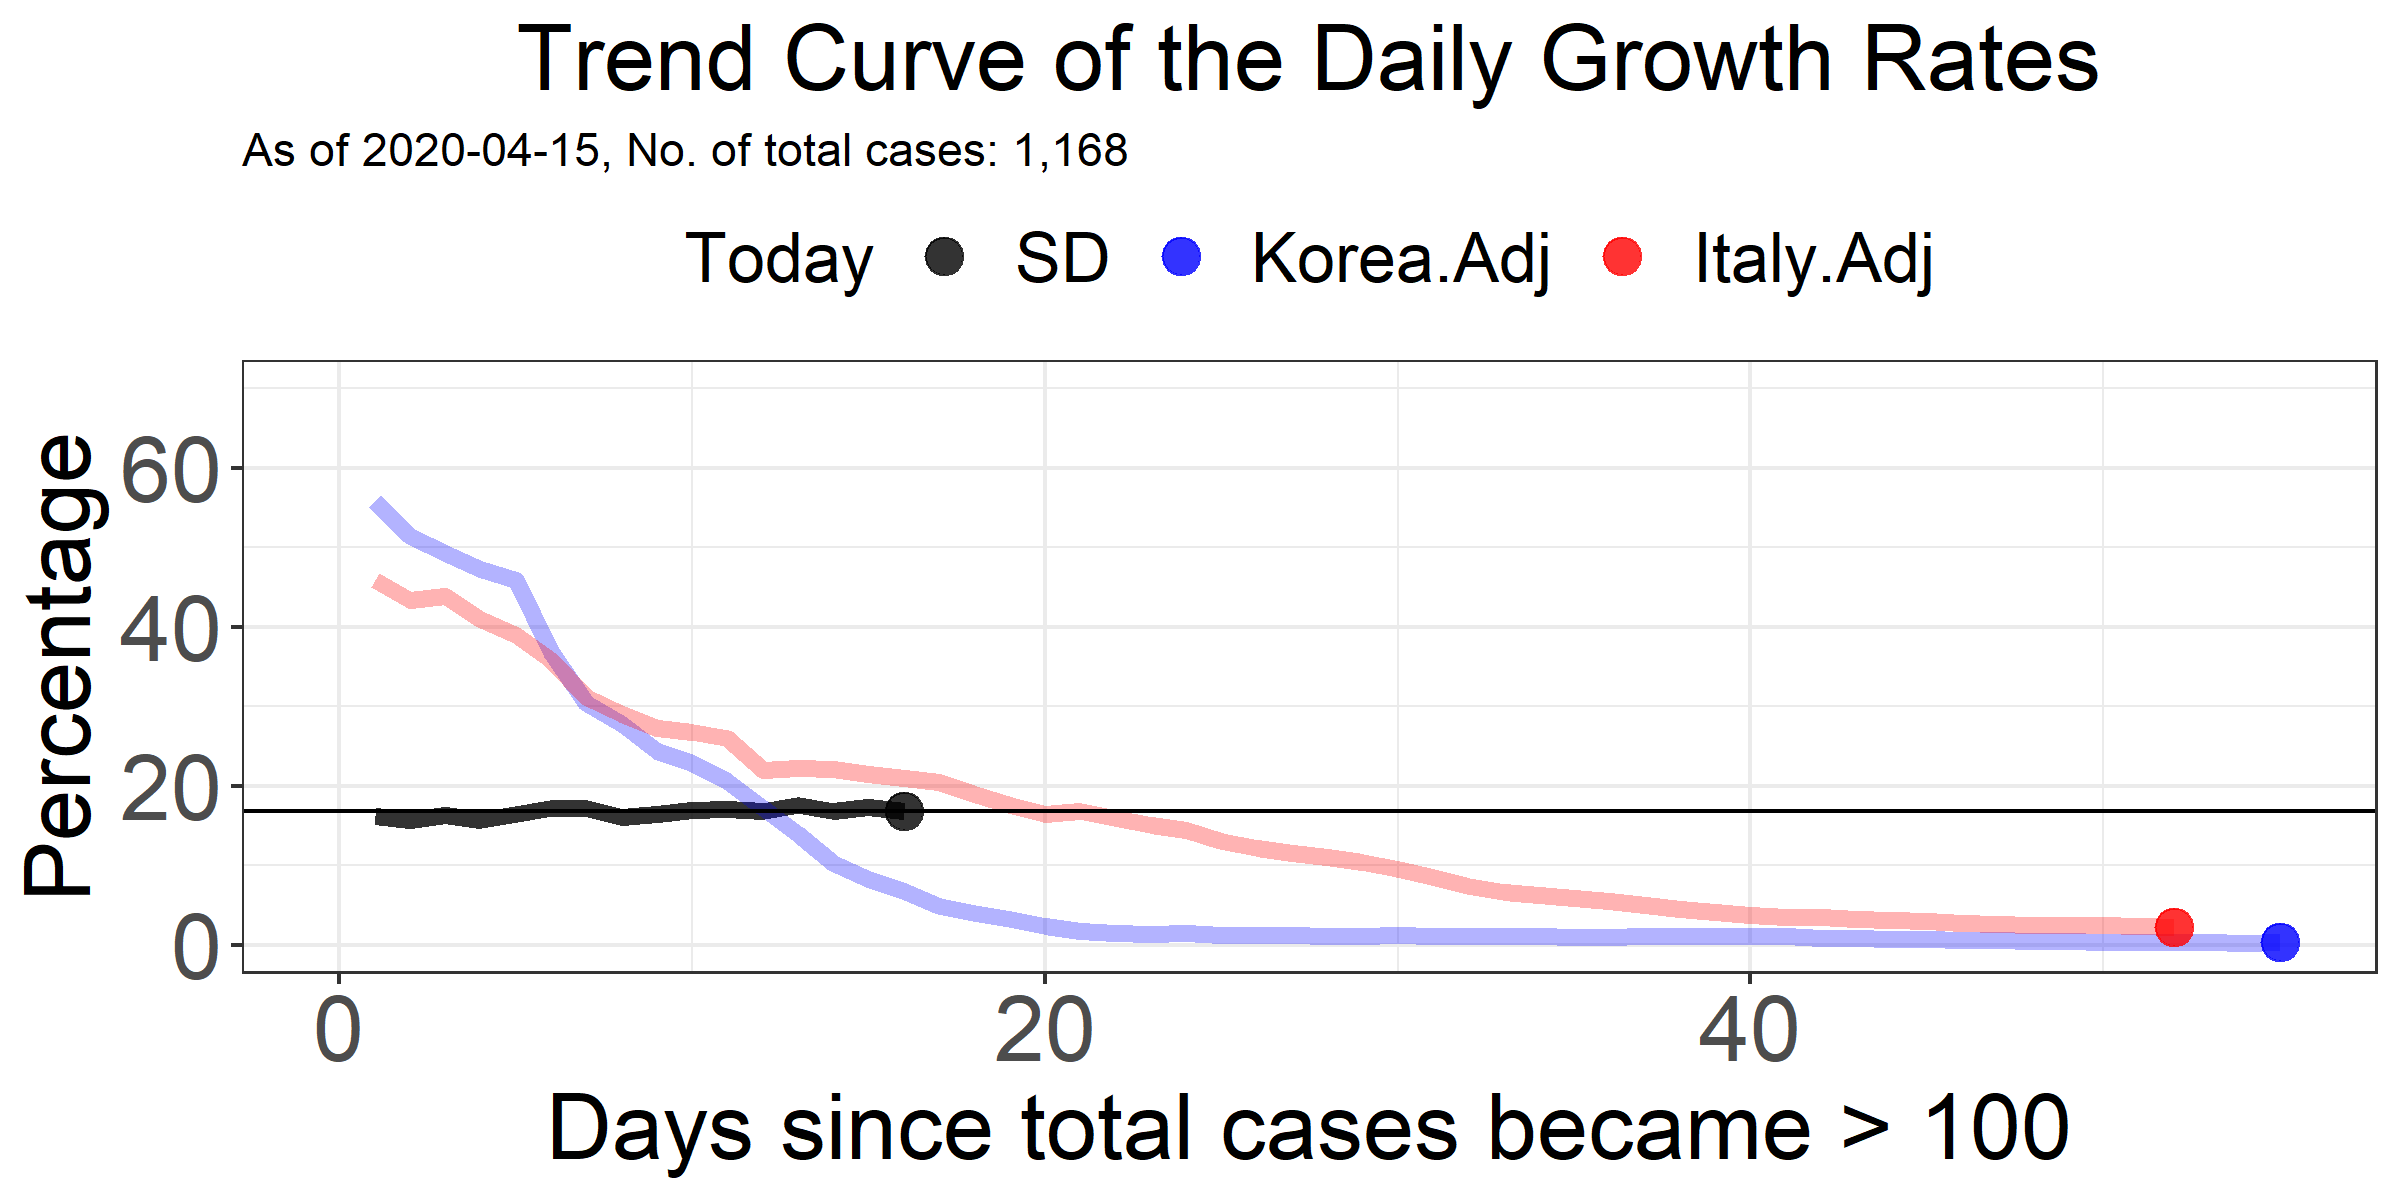 Trend Curve of the Daily Growth Rates
As of 2020-04-15, No. of total cases: 1,168
Today SD Korea.Adj Italy.Adj
Percentage
60
40
20
0
0 20 40
Days since total cases became > 100